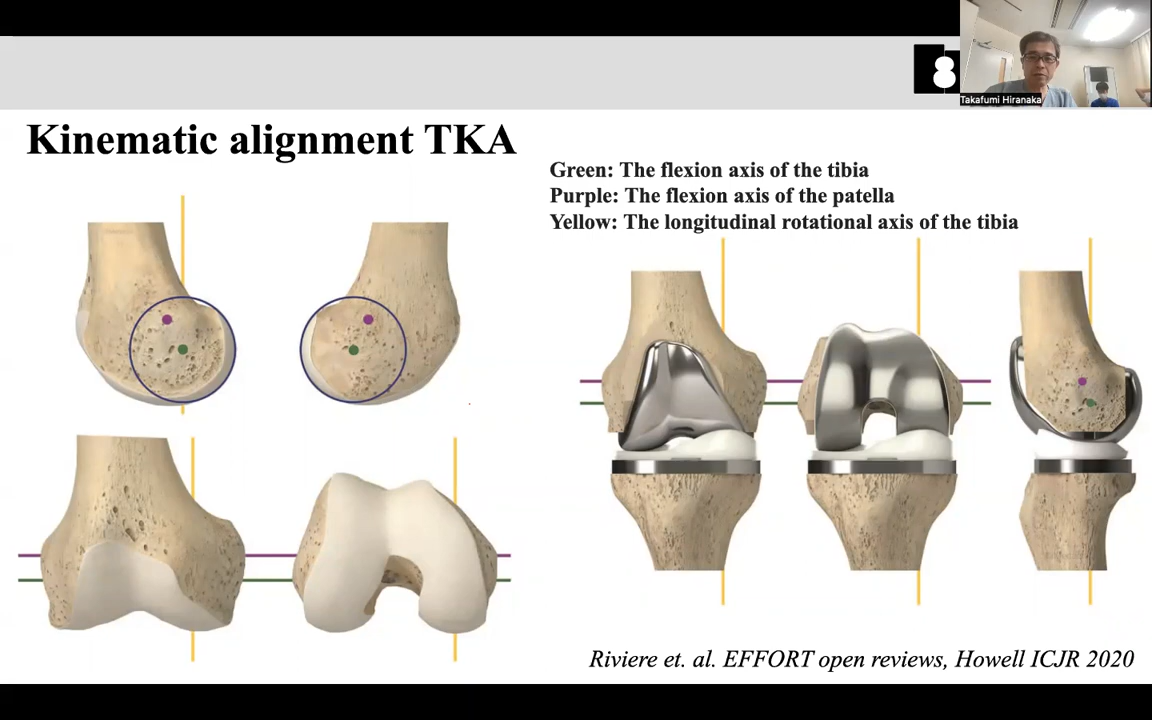 Takafumi Hiranaka
Kinematic alignment TKA
Green: The flexion axis of the tibia
Purple: The flexion axis of the patella
Yellow: The longitudinal rotational axis of the tibia
Riviere et. al. EFFORT open reviews, Howell ICJR 2020